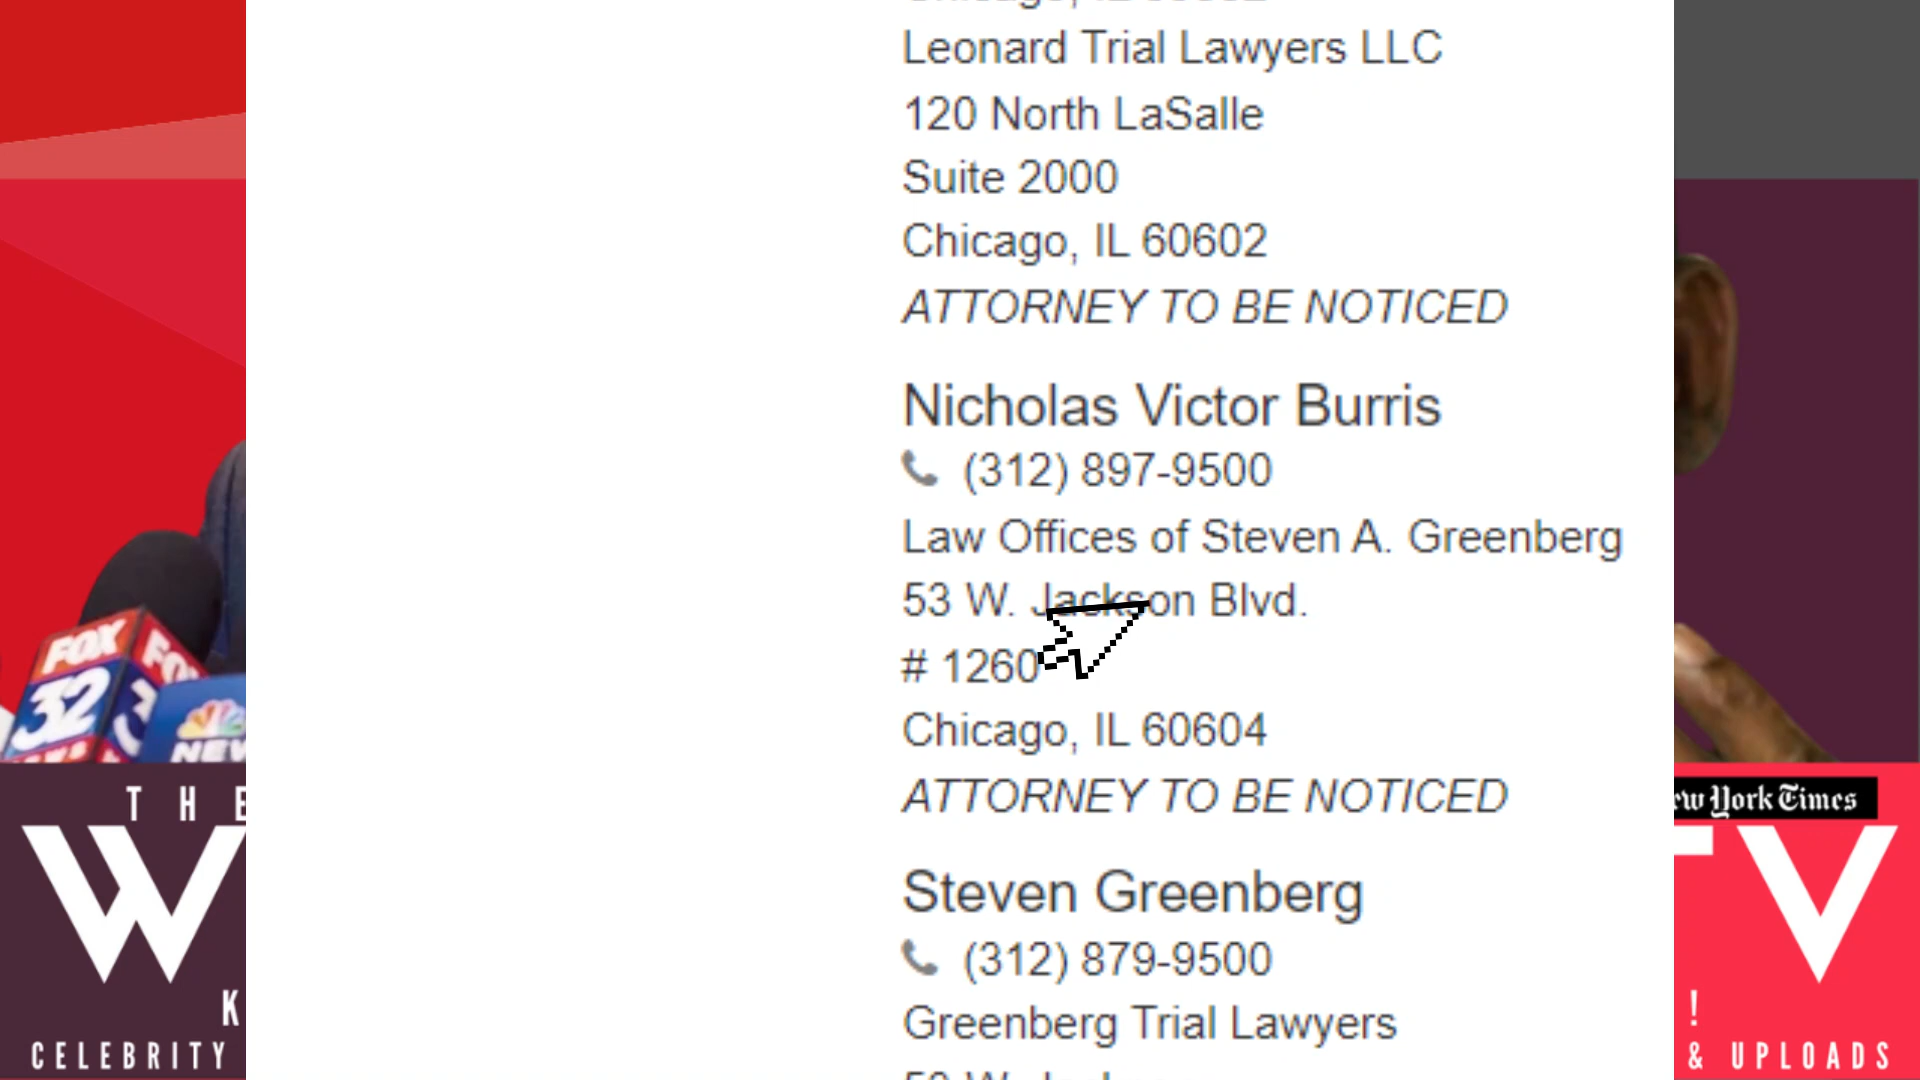 Leonard Trial Lawyers LLC
120 North LaSalle
Suite 2000
Chicago, IL 60602
ATTORNEY TO BE NOTICED
Nicholas Victor Burris
(312) 897-9500
Law Offices of Steven A. Greenberg
53 W. Jackson Blvd.
# 1260
Chicago, IL 60604
ATTORNEY TO BE NOTICED
Steven Greenberg
(312) 879-9500
Greenberg Trial Lawyers
FOX
32
THE
W
K
CELEBRITY
York Times
V
!
& UPLOADS